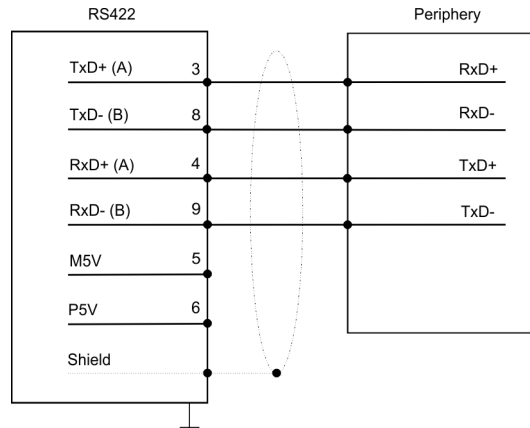 RS422 Periphery
TxD+ (A) 3 RxD+
TxD- (B) 8 RxD-
RxD+ (A) 4 TxD+
RxD- (B) 9 TxD-
M5V 5
P5V 6
Shield